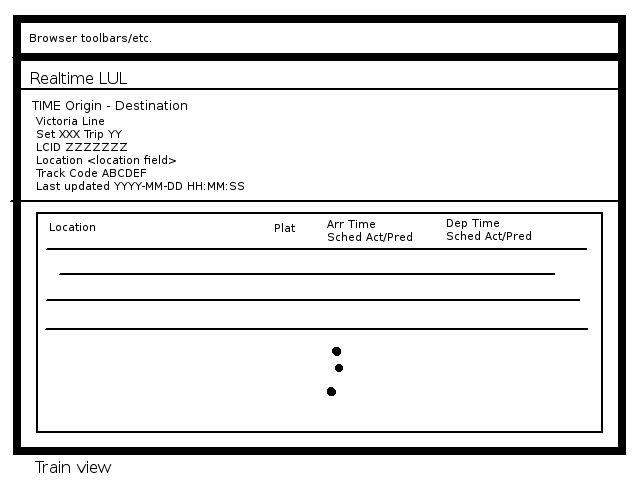 Browser toolbars/etc.
Realtime LUL
TIME Origin - Destination
Victoria Line
Set XXX Trip YY
LCID ZZZZZZZ
Location <location field>
Track Code ABCDEF
Last updated YYYY-MM-DD HH:MM:SS
Location Plat Arr Time Dep Time
Sched Act/Pred Sched Act/Pred
Train view